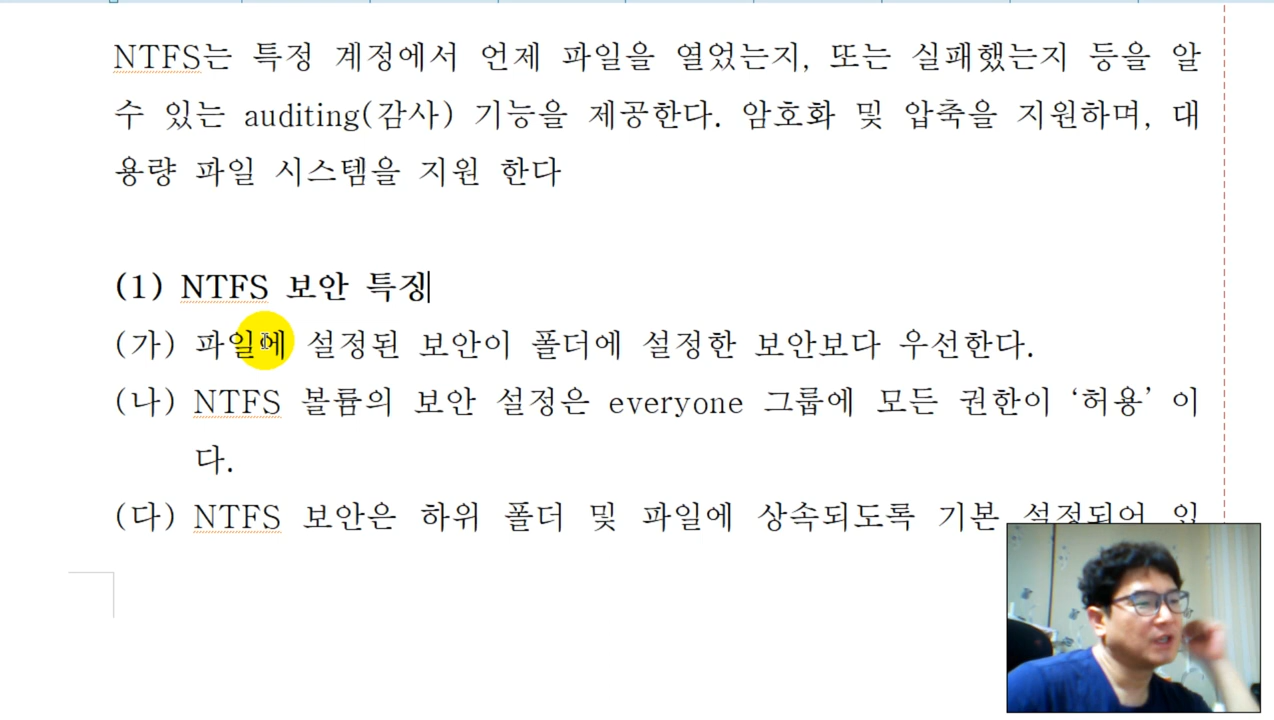 NTFS는 특정 계정에서 언제 파일을 열었는지, 또는 실패했는지 등을 알
수 있는 auditing(감사) 기능을 제공한다. 암호화 및 압축을 지원하며, 대
용량 파일 시스템을 지원 한다
(1) NTFS 보안 특징
(가) 파일에 설정된 보안이 폴더에 설정한 보안보다 우선한다.
(나) NTFS 볼륨의 보안 설정은 everyone 그룹에 모든 권한이 ‘허용’ 이
다.
(다) NTFS 보안은 하위 폴더 및 파일에 상속되도록 기본 설정되어